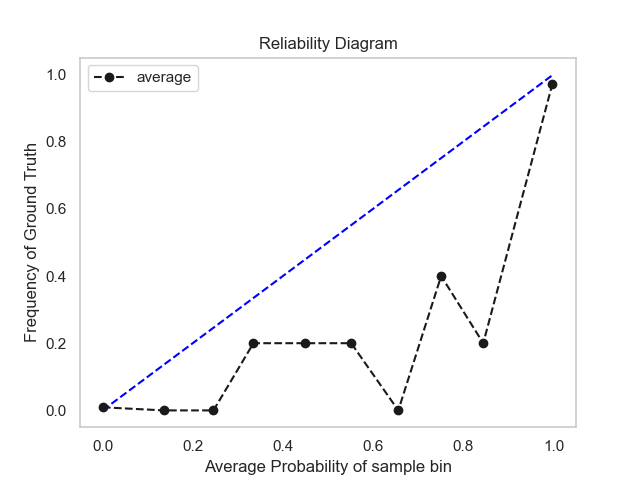 Reliability Diagram
average
1.0
0.8
0.6
0.4
0.2
0.0
Frequency of Ground Truth
0.0 0.2 0.4 0.6 0.8 1.0
Average Probability of sample bin